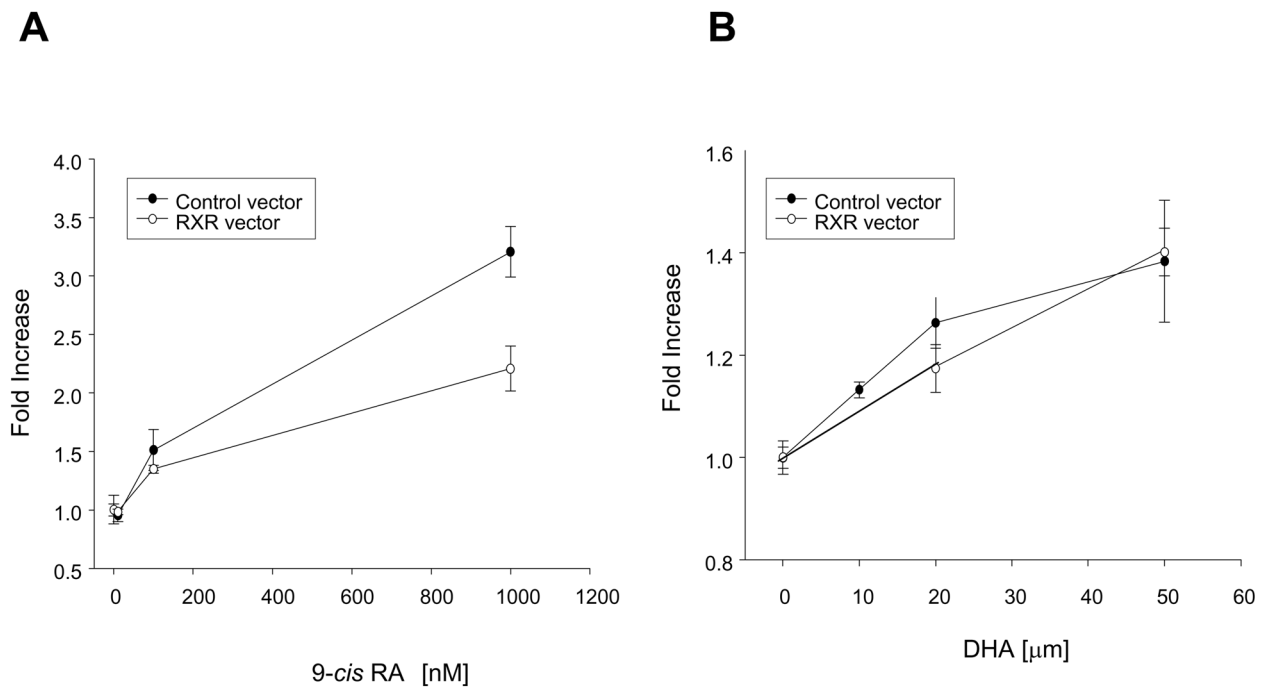 A
4.0
3.5
3.0
2.5
2.0
1.5
1.0
0.5
Fold Increase
Control vector
RXR vector
0 200 400 600 800 1000 1200
9-cis RA [nM]
B
1.6
1.4
1.2
1.0
0.8
Fold Increase
Control vector
RXR vector
0 10 20 30 40 50 60
DHA [μm]